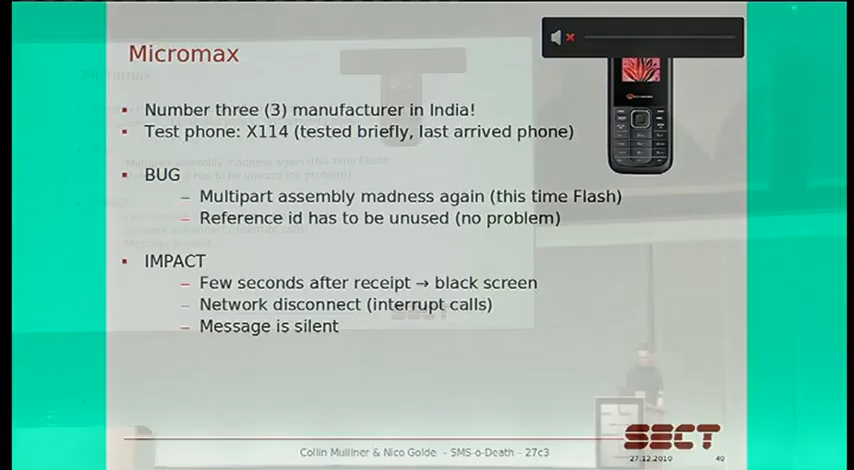 Micromax
Number three (3) manufacturer in India!
Test phone: X114 (tested briefly, last arrived phone)
BUG
– Multipart assembly madness again (this time Flash)
– Reference id has to be unused (no problem)
IMPACT
– Few seconds after receipt → black screen
– Network disconnect (interrupt calls)
– Message is silent
SECT
Collin Mulliner & Nico Golde - SMS-o-Death - 27c3
27.12.2010
40